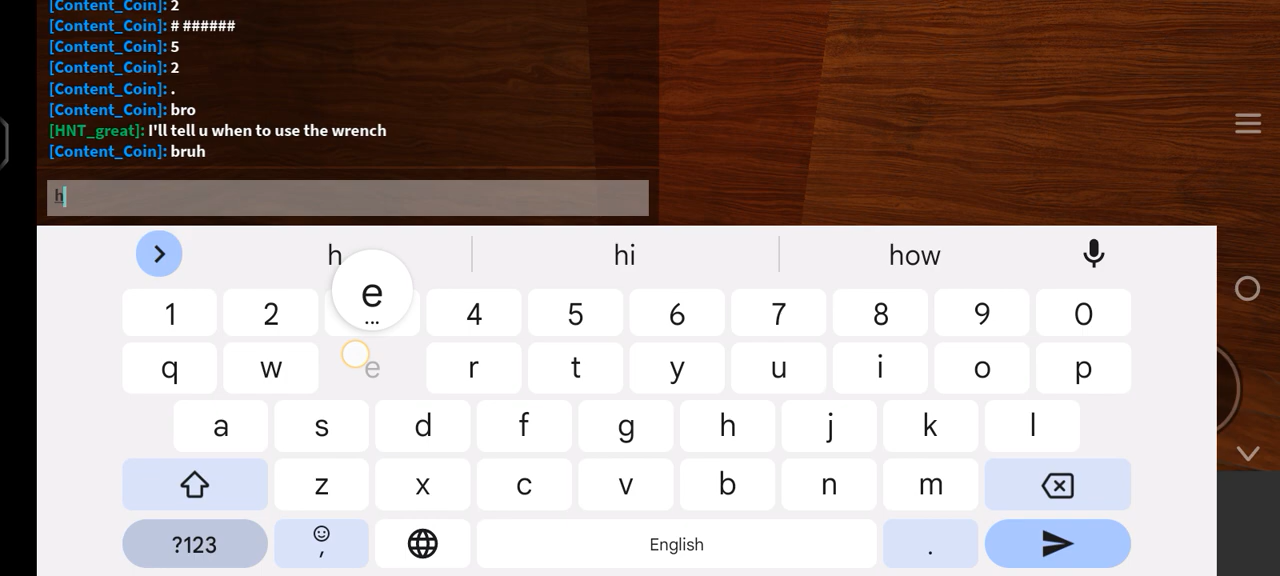 [Content_Coin]: 2
[Content_Coin]: # ######
[Content_Coin]: 5
[Content_Coin]: 2
[Content_Coin]: .
[Content_Coin]: bro
[HNT_great]: I'll tell u when to use the wrench
[Content_Coin]: bruh
h
h hi how
e
...
1 2 4 5 6 7 8 9 0
q w e r t y u i o p
a s d f g h j k l
z x c v b n m
?123 , English .